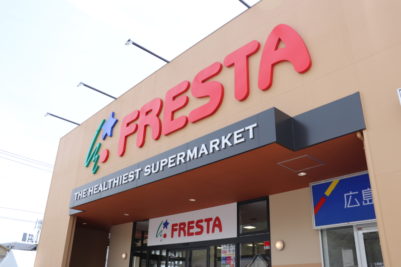 FRESTA
THE HEALTHIEST SUPERMARKET
FRESTA
広島